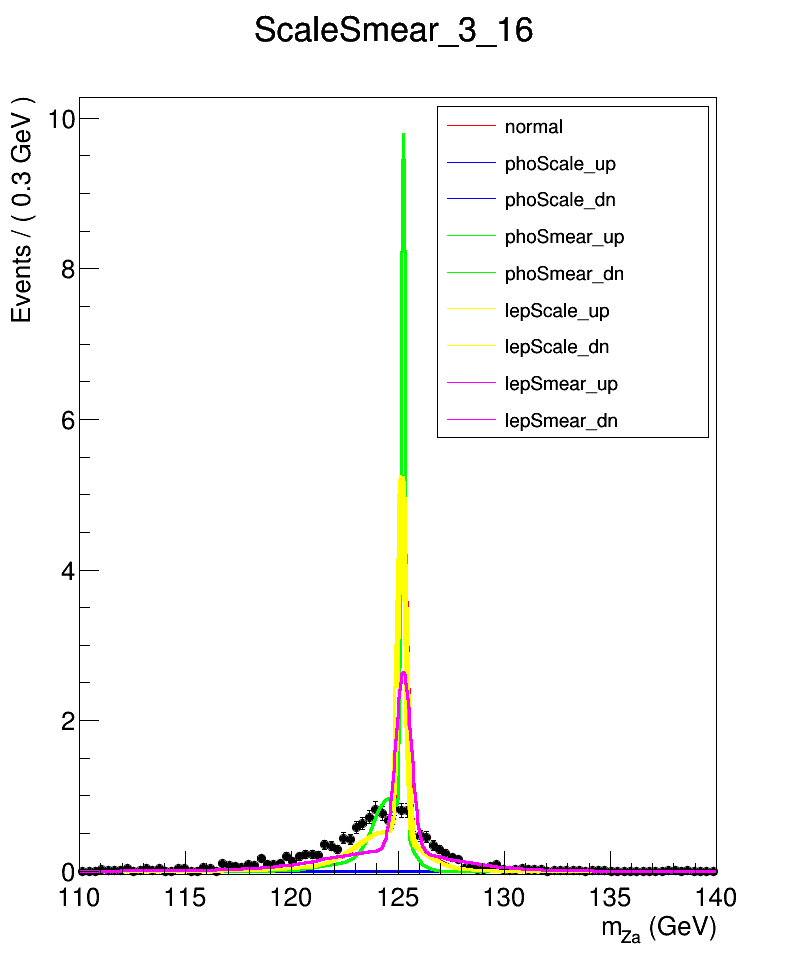 ScaleSmear_3_16
Events / ( 0.3 GeV )
10
8
6
4
2
0
normal
phoScale_up
phoScale_dn
phoSmear_up
phoSmear_dn
lepScale_up
lepScale_dn
lepSmear_up
lepSmear_dn
110 115 120 125 130 135 140
m_Za (GeV)